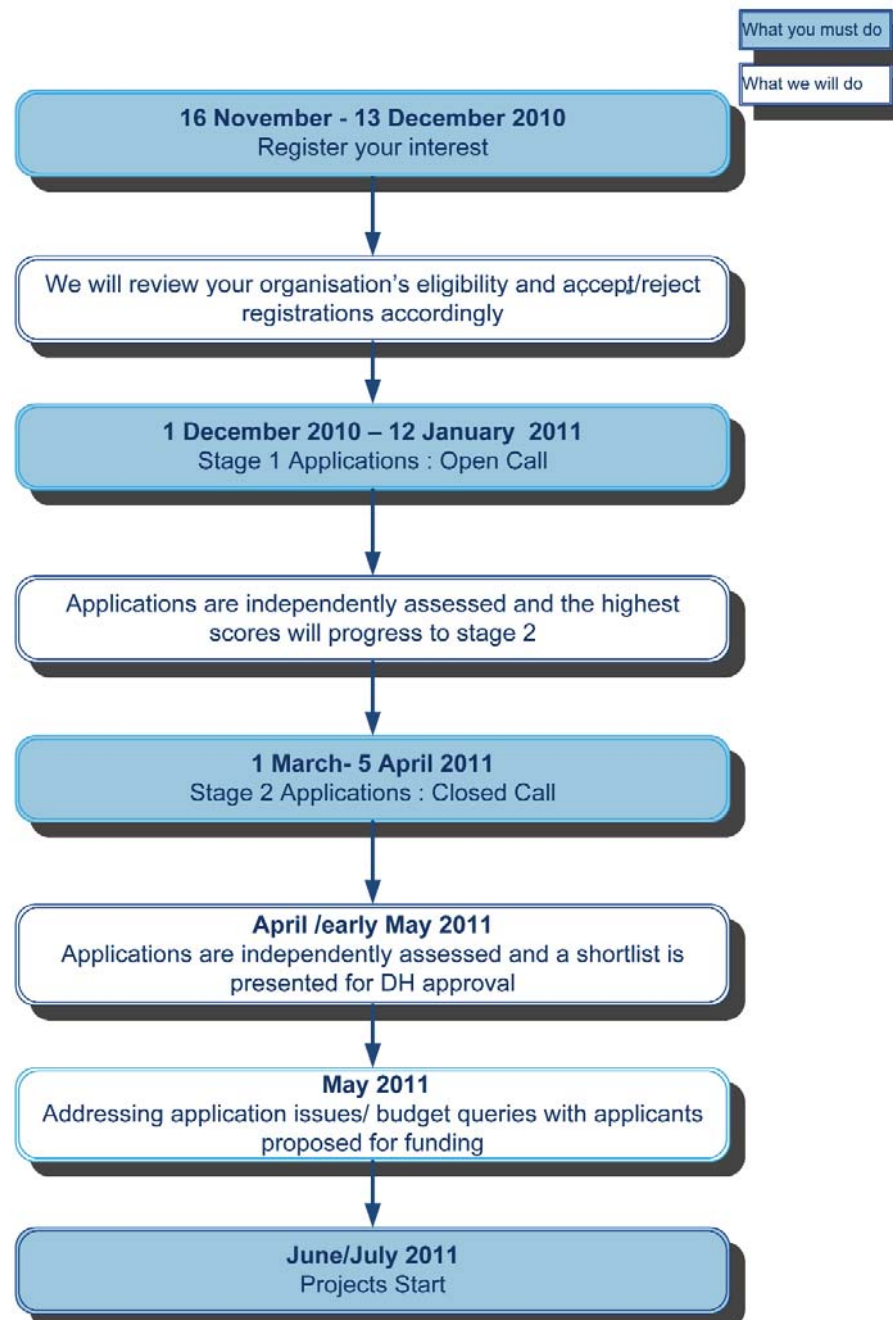 What you must do
What we will do
16 November - 13 December 2010
Register your interest
We will review your organisation's eligibility and accept/reject
registrations accordingly
1 December 2010 – 12 January 2011
Stage 1 Applications : Open Call
Applications are independently assessed and the highest
scores will progress to stage 2
1 March- 5 April 2011
Stage 2 Applications : Closed Call
April /early May 2011
Applications are independently assessed and a shortlist is
presented for DH approval
May 2011
Addressing application issues/ budget queries with applicants
proposed for funding
June/July 2011
Projects Start